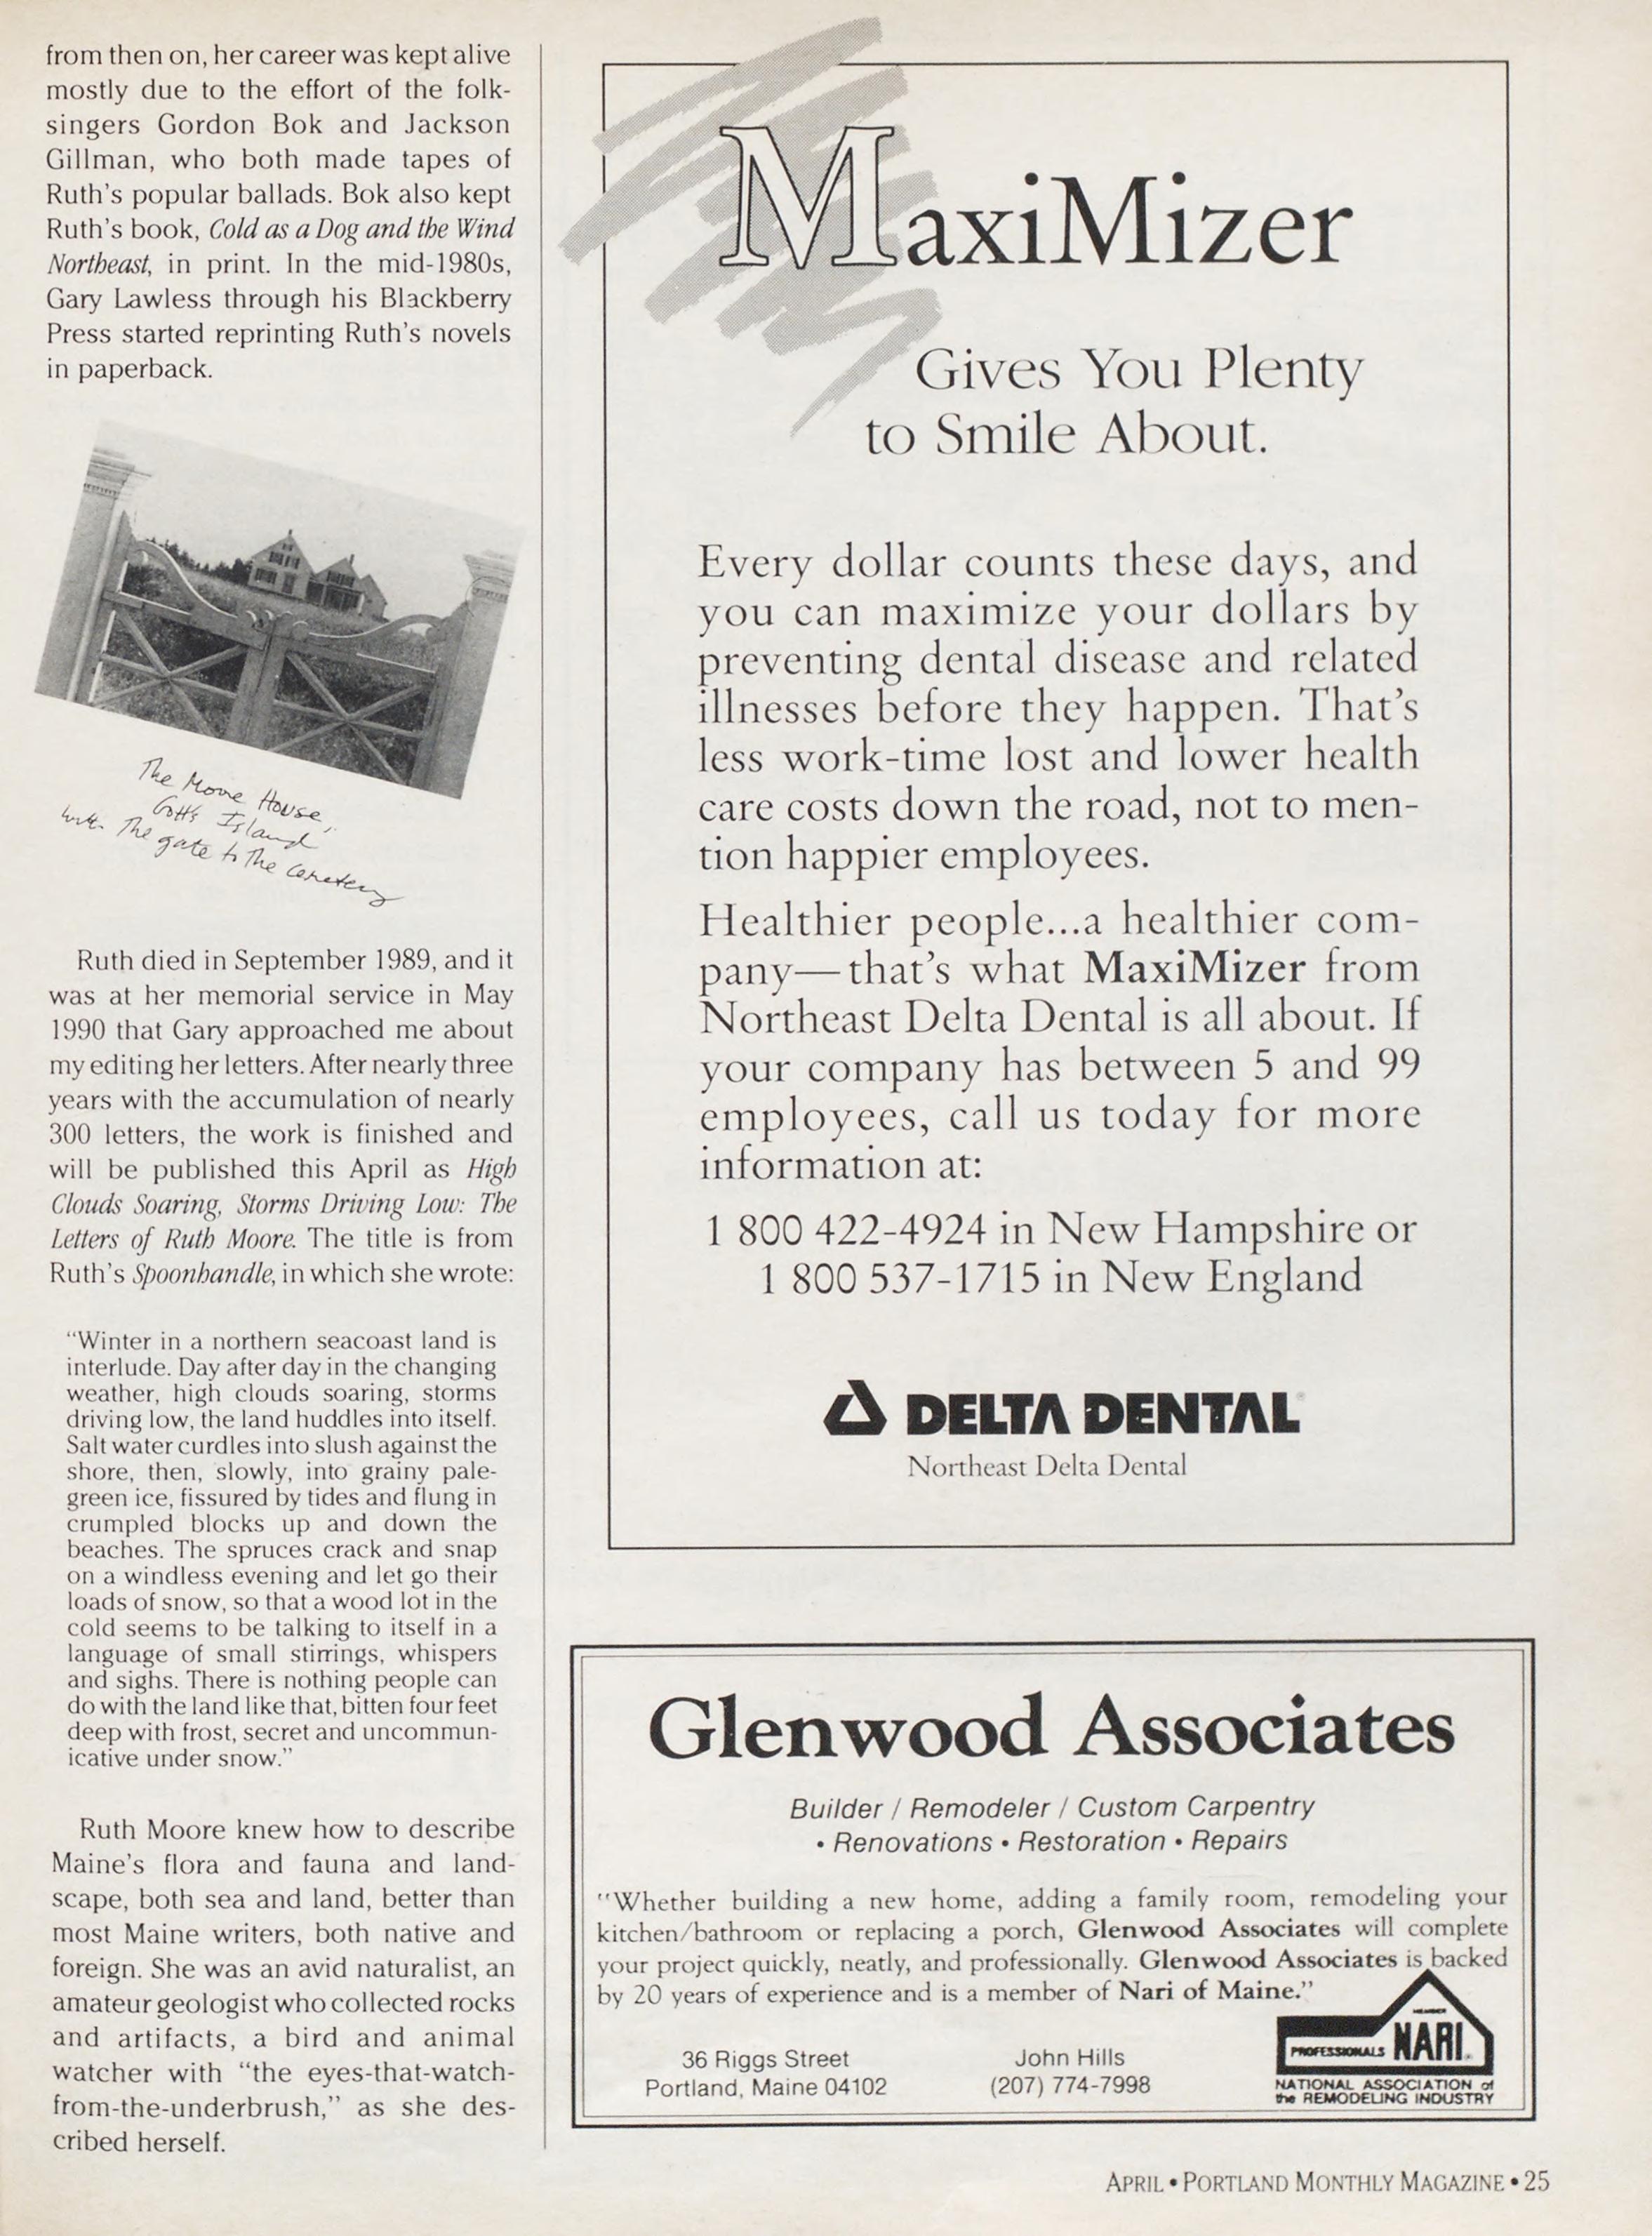 from then on, her career was kept alive
mostly due to the effort of the folk-
singers Gordon Bok and Jackson
Gillman, who both made tapes of
Ruth's popular ballads. Bok also kept
Ruth's book, Cold as a Dog and the Wind
Northeast, in print. In the mid-1980s,
Gary Lawless through his Blackberry
Press started reprinting Ruth's novels
in paperback.
The Moore House,
Gott's Island,
with the gate to the cemetery
Ruth died in September 1989, and it
was at her memorial service in May
1990 that Gary approached me about
my editing her letters. After nearly three
years with the accumulation of nearly
300 letters, the work is finished and
will be published this April as High
Clouds Soaring, Storms Driving Low: The
Letters of Ruth Moore. The title is from
Ruth's Spoonhandle, in which she wrote:
"Winter in a northern seacoast land is
interlude. Day after day in the changing
weather, high clouds soaring, storms
driving low, the land huddles into itself.
Salt water curdles into slush against the
shore, then, slowly, into grainy pale-
green ice, fissured by tides and flung in
crumpled blocks up and down the
beaches. The spruces crack and snap
on a windless evening and let go their
loads of snow, so that a wood lot in the
cold seems to be talking to itself in a
language of small stirrings, whispers
and sighs. There is nothing people can
do with the land like that, bitten four feet
deep with frost, secret and uncommun-
icative under snow."
Ruth Moore knew how to describe
Maine's flora and fauna and land-
scape, both sea and land, better than
most Maine writers, both native and
foreign. She was an avid naturalist, an
amateur geologist who collected rocks
and artifacts, a bird and animal
watcher with "the eyes-that-watch-
from-the-underbrush," as she des-
cribed herself.
MaxiMizer
Gives You Plenty
to Smile About.
Every dollar counts these days, and
you can maximize your dollars by
preventing dental disease and related
illnesses before they happen. That's
less work-time lost and lower health
care costs down the road, not to men-
tion happier employees.
Healthier people...a healthier com-
pany—that's what MaxiMizer from
Northeast Delta Dental is all about. If
your company has between 5 and 99
employees, call us today for more
information at:
1 800 422-4924 in New Hampshire or
1 800 537-1715 in New England
DELTA DENTAL®
Northeast Delta Dental
Glenwood Associates
Builder / Remodeler / Custom Carpentry
• Renovations • Restoration • Repairs
"Whether building a new home, adding a family room, remodeling your
kitchen/bathroom or replacing a porch, Glenwood Associates will complete
your project quickly, neatly, and professionally. Glenwood Associates is backed
by 20 years of experience and is a member of Nari of Maine."
36 Riggs Street
Portland, Maine 04102
John Hills
(207) 774-7998
MEMBER
PROFESSIONALS NARI
NATIONAL ASSOCIATION of
the REMODELING INDUSTRY
APRIL • PORTLAND MONTHLY MAGAZINE • 25